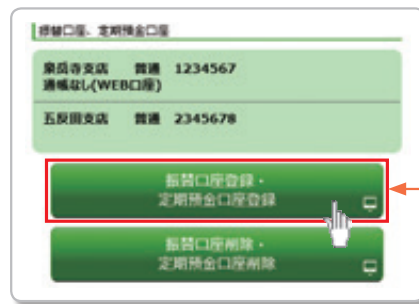 振替口座、定期預金口座
泉岳寺支店 普通 1234567
通帳なし(WEB口座)
五反田支店 普通 2345678
振替口座登録・
定期預金口座登録
振替口座削除・
定期預金口座削除